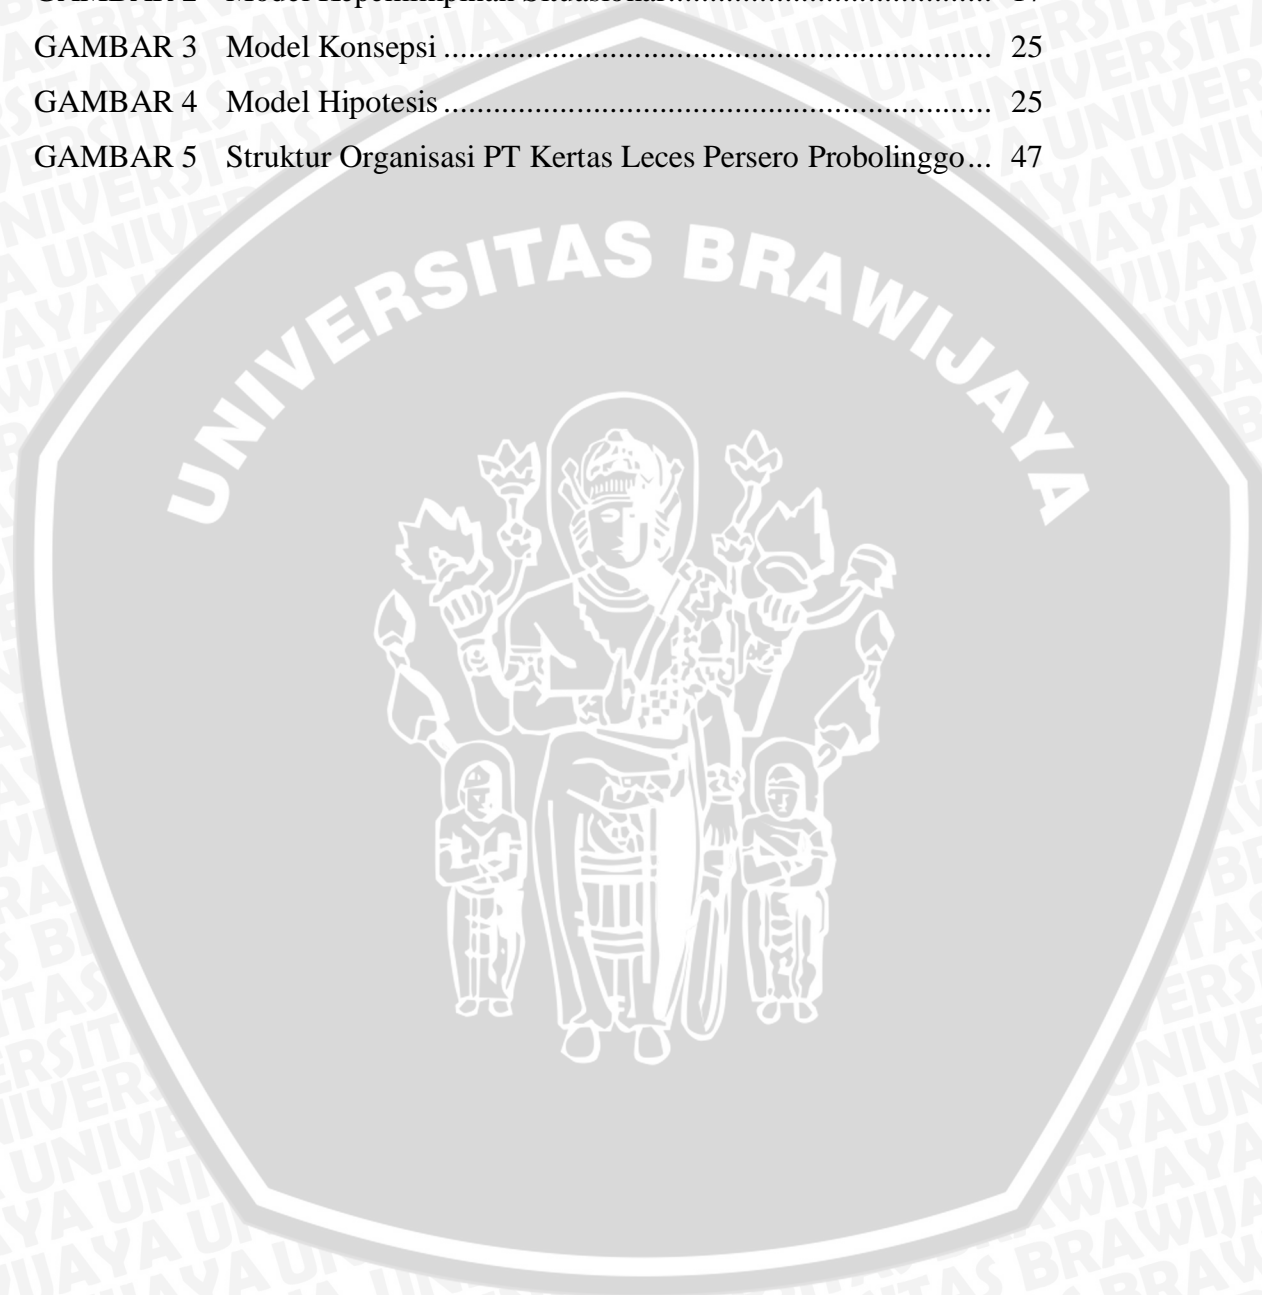 GAMBAR 3 Model Konsepsi ................................................................. 25
GAMBAR 4 Model Hipotesis ................................................................. 25
GAMBAR 5 Struktur Organisasi PT Kertas Leces Persero Probolinggo... 47
UNIVERSITAS BRAWIJAYA